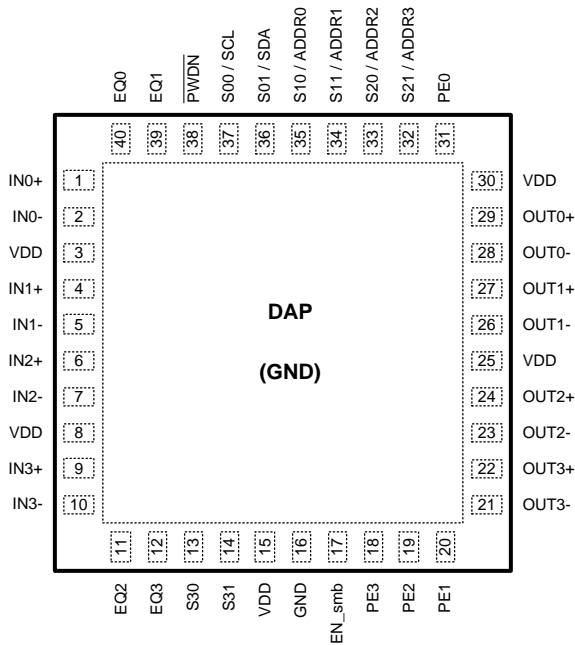 EQ0
EQ1
PWDN
S00 / SCL
S01 / SDA
S10 / ADDR0
S11 / ADDR1
S20 / ADDR2
S21 / ADDR3
PE0
40
39
38
37
36
35
34
33
32
31
IN0+ 1
IN0- 2
VDD 3
IN1+ 4
IN1- 5
IN2+ 6
IN2- 7
VDD 8
IN3+ 9
IN3- 10
DAP
(GND)
30 VDD
29 OUT0+
28 OUT0-
27 OUT1+
26 OUT1-
25 VDD
24 OUT2+
23 OUT2-
22 OUT3+
21 OUT3-
11
12
13
14
15
16
17
18
19
20
EQ2
EQ3
S30
S31
VDD
GND
EN_smb
PE3
PE2
PE1